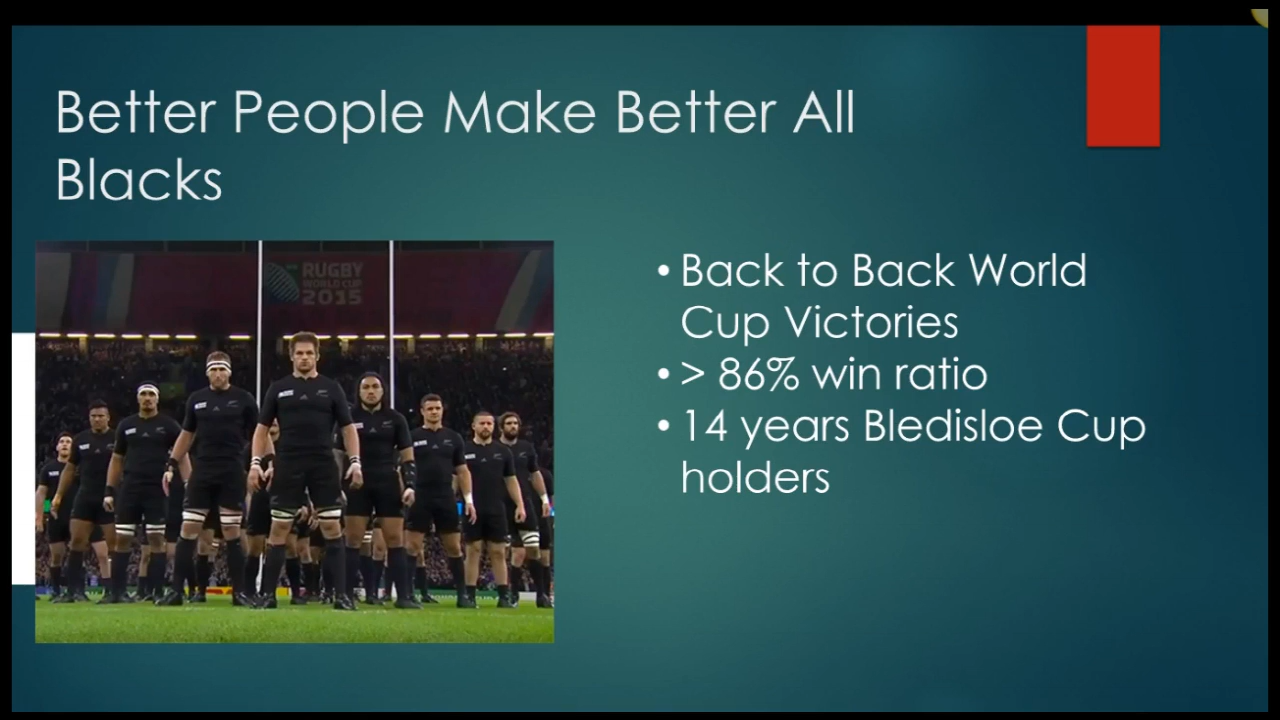 Better People Make Better All
Blacks
RUGBY
WORLD CUP
2015
• Back to Back World
Cup Victories
• > 86% win ratio
• 14 years Bledisloe Cup
holders